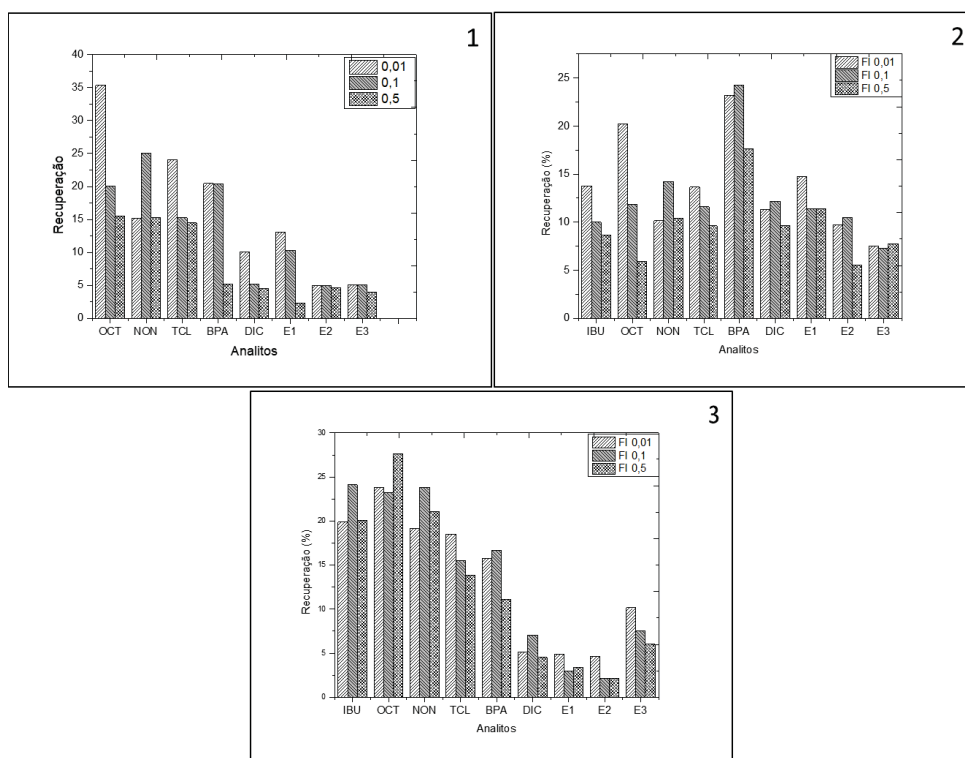 1
40
35
30
25
20
15
10
5
0
Recuperação
0,01
0,1
0,5
OCT NON TCL BPA DIC E1 E2 E3
Analitos
2
25
20
15
10
5
0
Recuperação (%)
FI 0,01
FI 0,1
FI 0,5
IBU OCT NON TCL BPA DIC E1 E2 E3
Analitos
3
30
25
20
15
10
5
0
Recuperação (%)
FI 0,01
FI 0,1
FI 0,5
IBU OCT NON TCL BPA DIC E1 E2 E3
Analitos